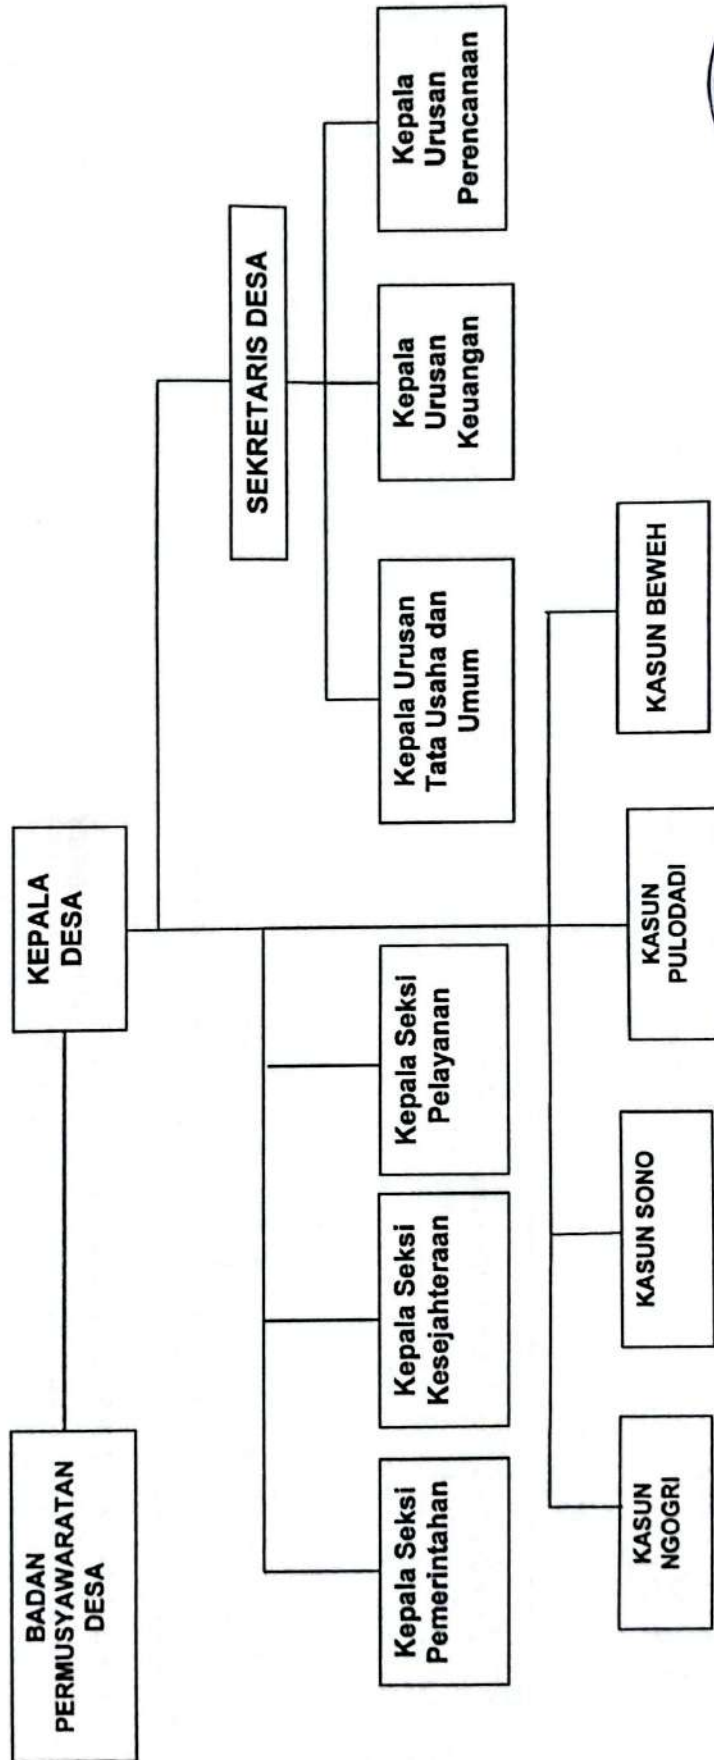 BADAN
PERMUSYAWARATAN
DESA
KEPALA
DESA
SEKRETARIS DESA
Kepala Seksi
Pemerintahan
Kepala Seksi
Kesejahteraan
Kepala Seksi
Pelayanan
Kepala Urusan
Tata Usaha dan
Umum
Kepala
Urusan
Keuangan
Kepala
Urusan
Perencanaan
KASUN
NGOGRI
KASUN SONO
KASUN
PULODADI
KASUN BEWEH